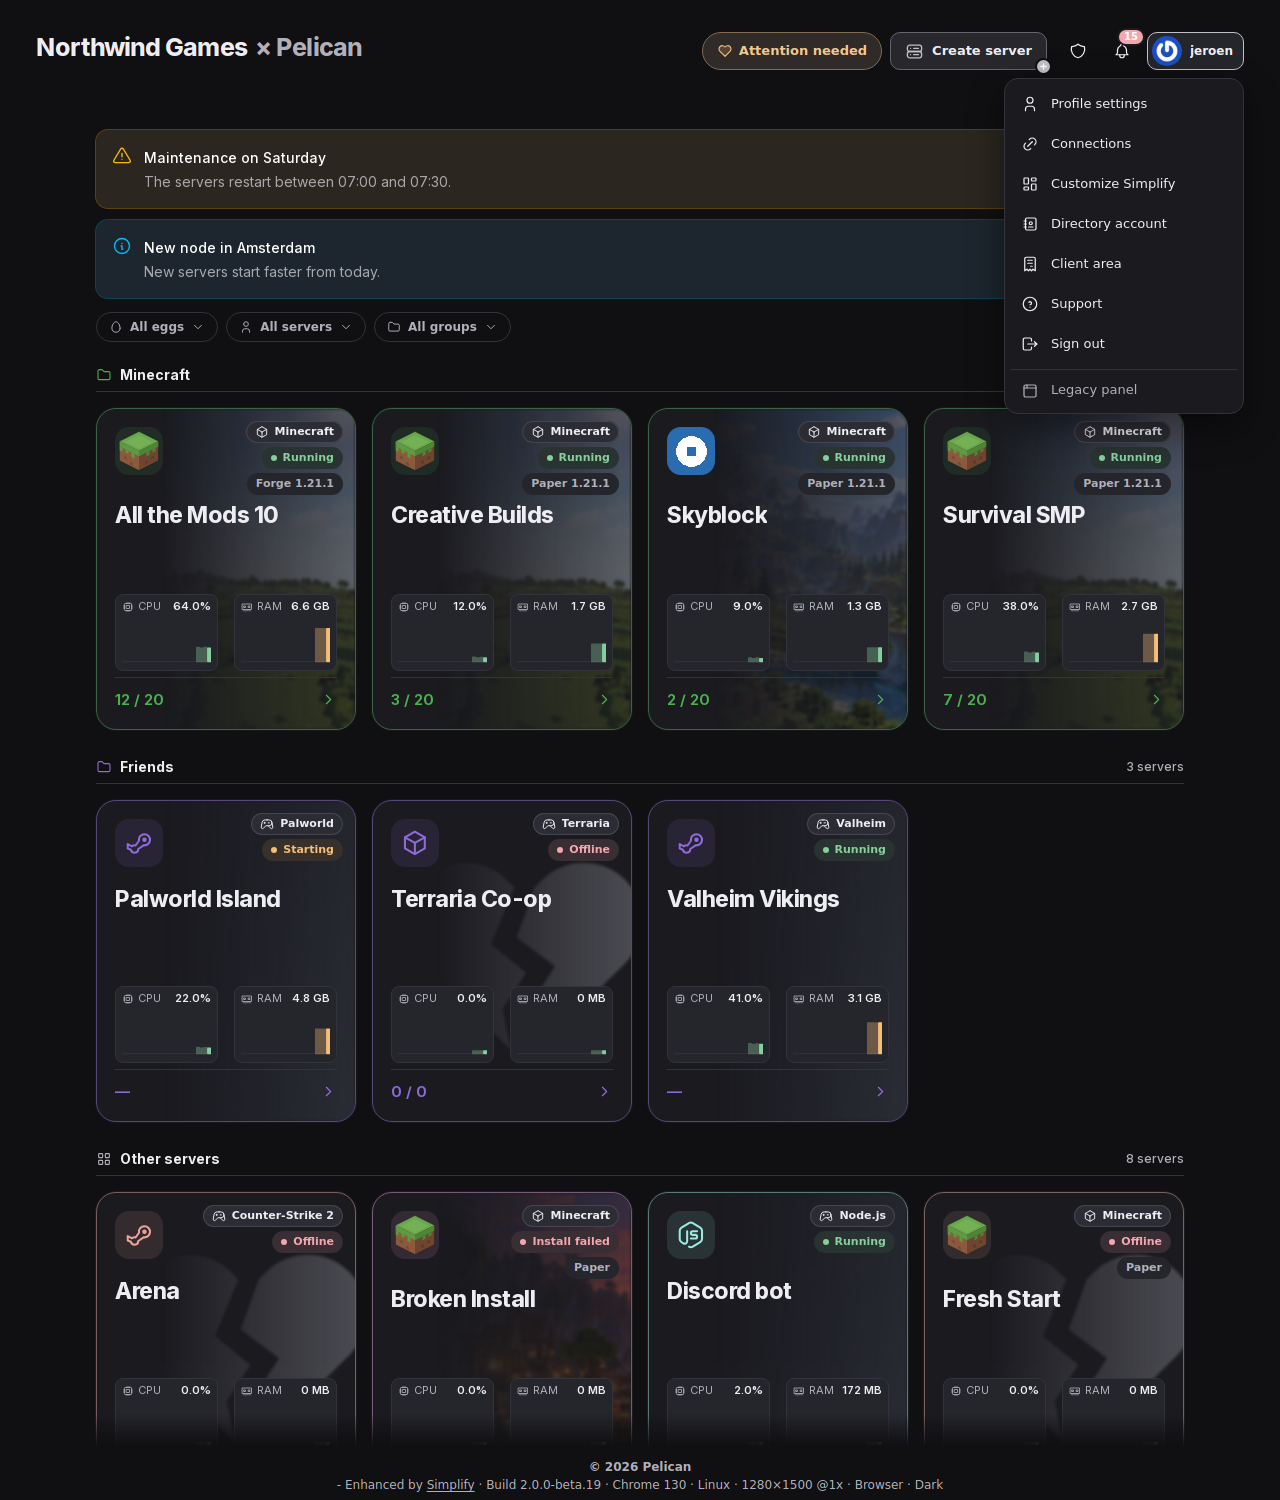 Northwind Games × Pelican
Attention needed
Create server
15
jeroen
Profile settings
Connections
Customize Simplify
Directory account
Client area
Support
Sign out
Legacy panel
Maintenance on Saturday
The servers restart between 07:00 and 07:30.
New node in Amsterdam
New servers start faster from today.
All eggs
All servers
All groups
Minecraft
Minecraft
Running
Forge 1.21.1
All the Mods 10
CPU 64.0%
RAM 6.6 GB
12 / 20
Minecraft
Running
Paper 1.21.1
Creative Builds
CPU 12.0%
RAM 1.7 GB
3 / 20
Minecraft
Running
Paper 1.21.1
Skyblock
CPU 9.0%
RAM 1.3 GB
2 / 20
Minecraft
Running
Paper 1.21.1
Survival SMP
CPU 38.0%
RAM 2.7 GB
7 / 20
Friends
3 servers
Palworld
Starting
Palworld Island
CPU 22.0%
RAM 4.8 GB
—
Terraria
Offline
Terraria Co-op
CPU 0.0%
RAM 0 MB
0 / 0
Valheim
Running
Valheim Vikings
CPU 41.0%
RAM 3.1 GB
—
Other servers
8 servers
Counter-Strike 2
Offline
Arena
CPU 0.0%
RAM 0 MB
Minecraft
Install failed
Paper
Broken Install
CPU 0.0%
RAM 0 MB
Node.js
Running
JS
Discord bot
CPU 2.0%
RAM 172 MB
Minecraft
Offline
Paper
Fresh Start
CPU 0.0%
RAM 0 MB
© 2026 Pelican
- Enhanced by Simplify · Build 2.0.0-beta.19 · Chrome 130 · Linux · 1280×1500 @1x · Browser · Dark